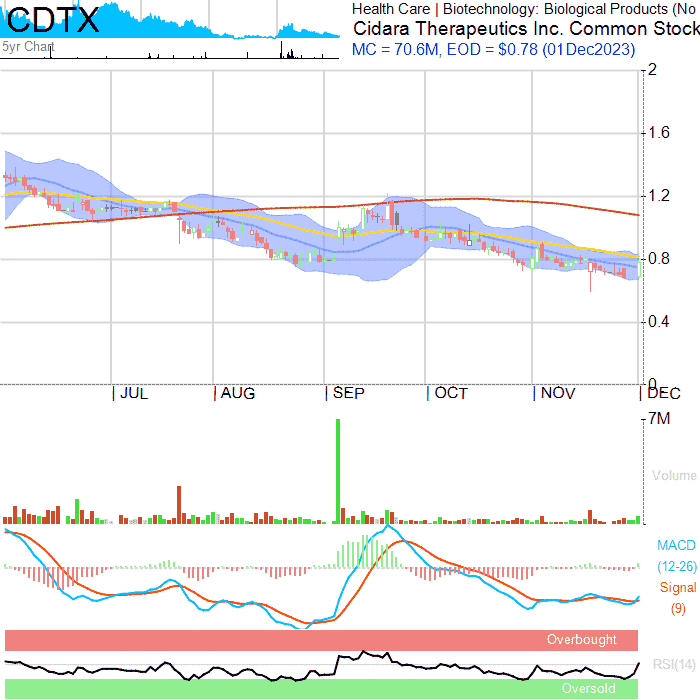 CDTX
5yr Chart
Health Care | Biotechnology: Biological Products (No
Cidara Therapeutics Inc. Common Stock
MC = 70.6M, EOD = $0.78 (01Dec2023)
2
1.6
1.2
0.8
0.4
0
JUL AUG SEP OCT NOV DEC
7M
Volume
MACD
(12-26)
Signal
(9)
Overbought
RSI(14)
Oversold